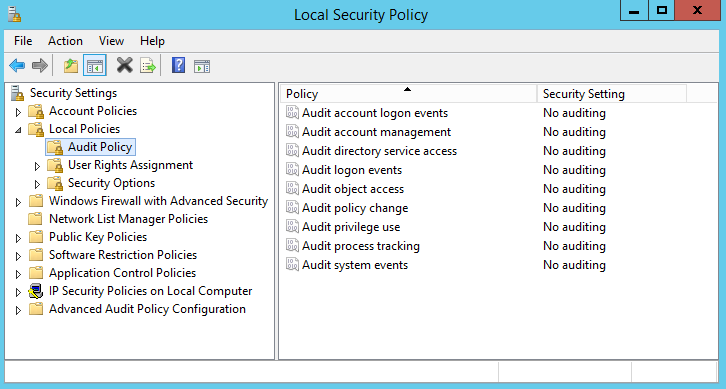 Local Security Policy
File Action View Help
Security Settings
Account Policies
Local Policies
Audit Policy
User Rights Assignment
Security Options
Windows Firewall with Advanced Security
Network List Manager Policies
Public Key Policies
Software Restriction Policies
Application Control Policies
IP Security Policies on Local Computer
Advanced Audit Policy Configuration
Policy Security Setting
Audit account logon events No auditing
Audit account management No auditing
Audit directory service access No auditing
Audit logon events No auditing
Audit object access No auditing
Audit policy change No auditing
Audit privilege use No auditing
Audit process tracking No auditing
Audit system events No auditing